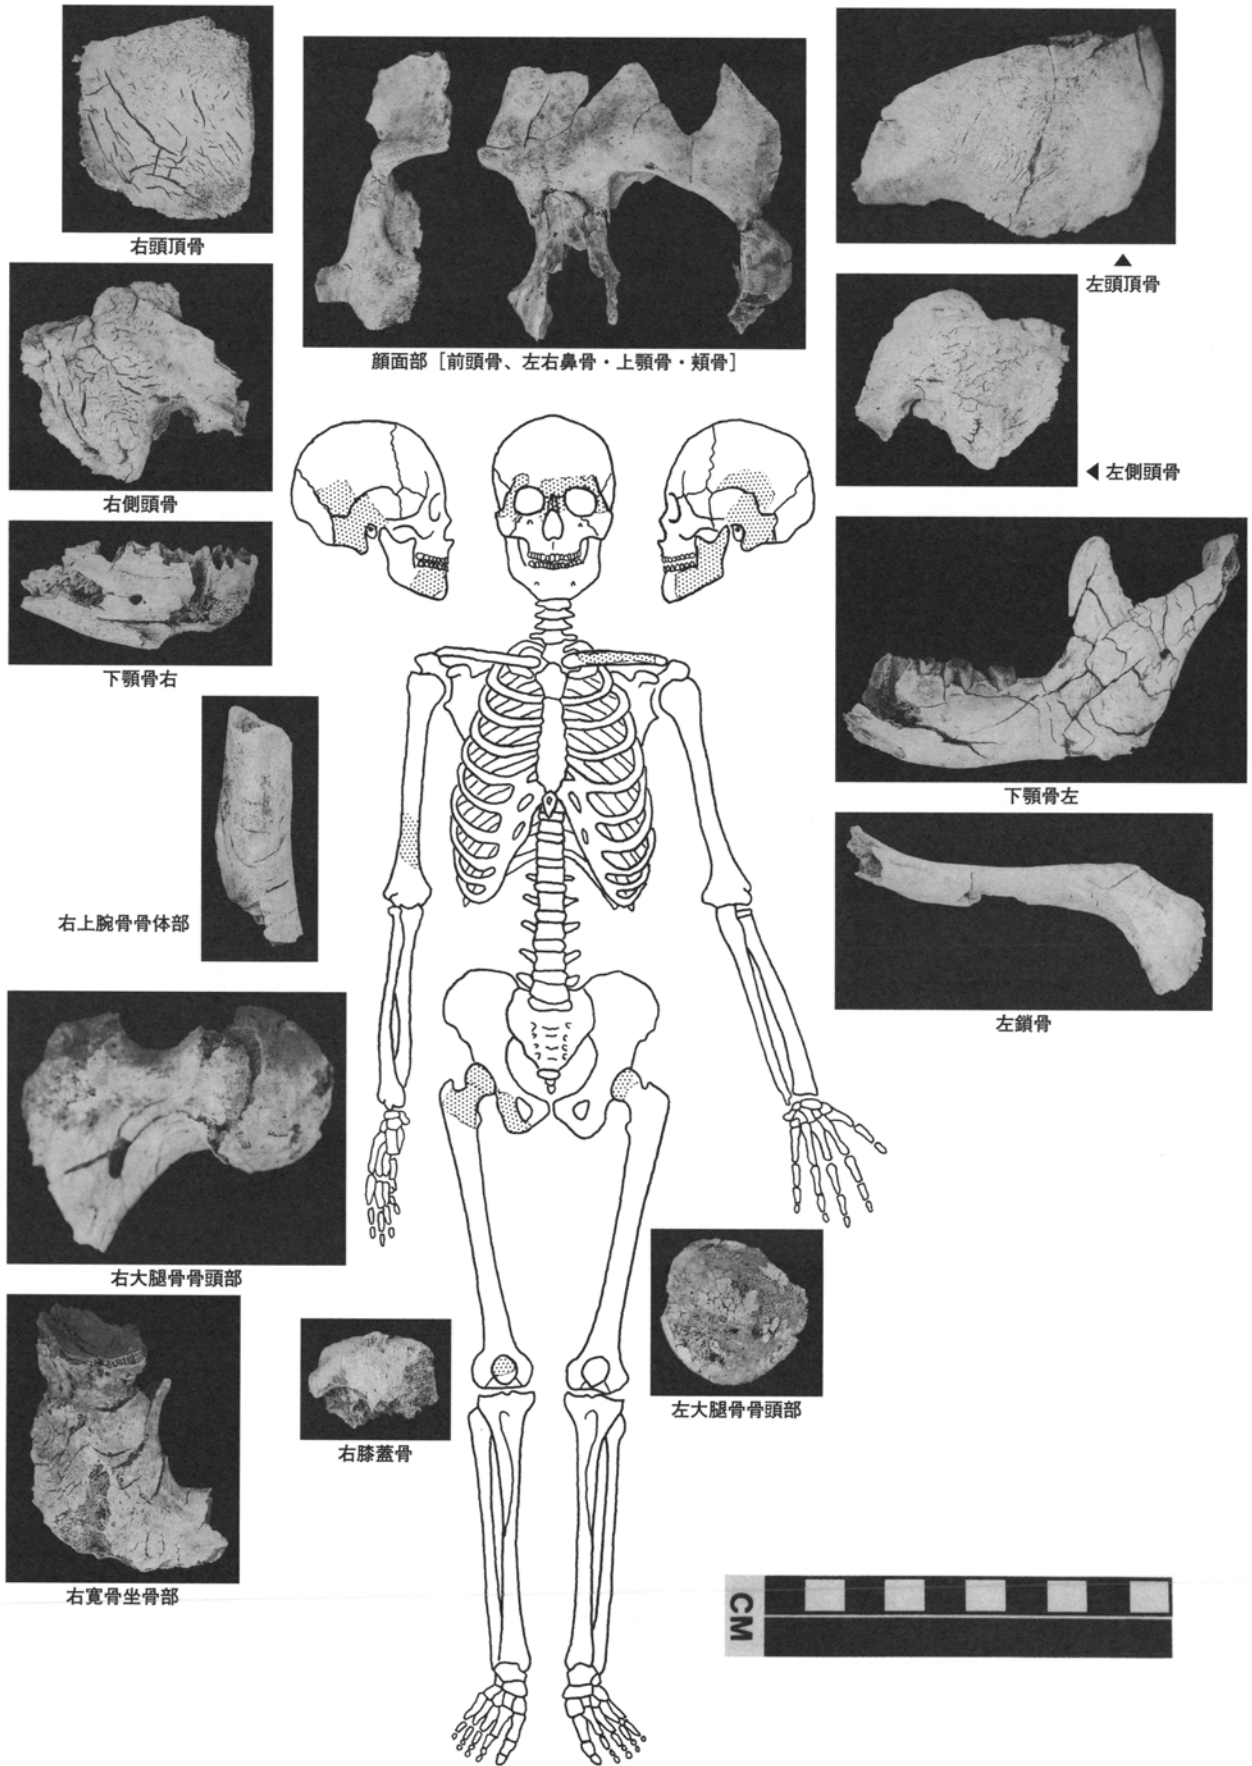 右頭頂骨
顔面部［前頭骨、左右鼻骨・上顎骨・頬骨］
▲
左頭頂骨
右側頭骨
◀ 左側頭骨
下顎骨右
下顎骨左
右上腕骨骨体部
左鎖骨
右大腿骨骨頭部
左大腿骨骨頭部
右膝蓋骨
右寛骨坐骨部
CM